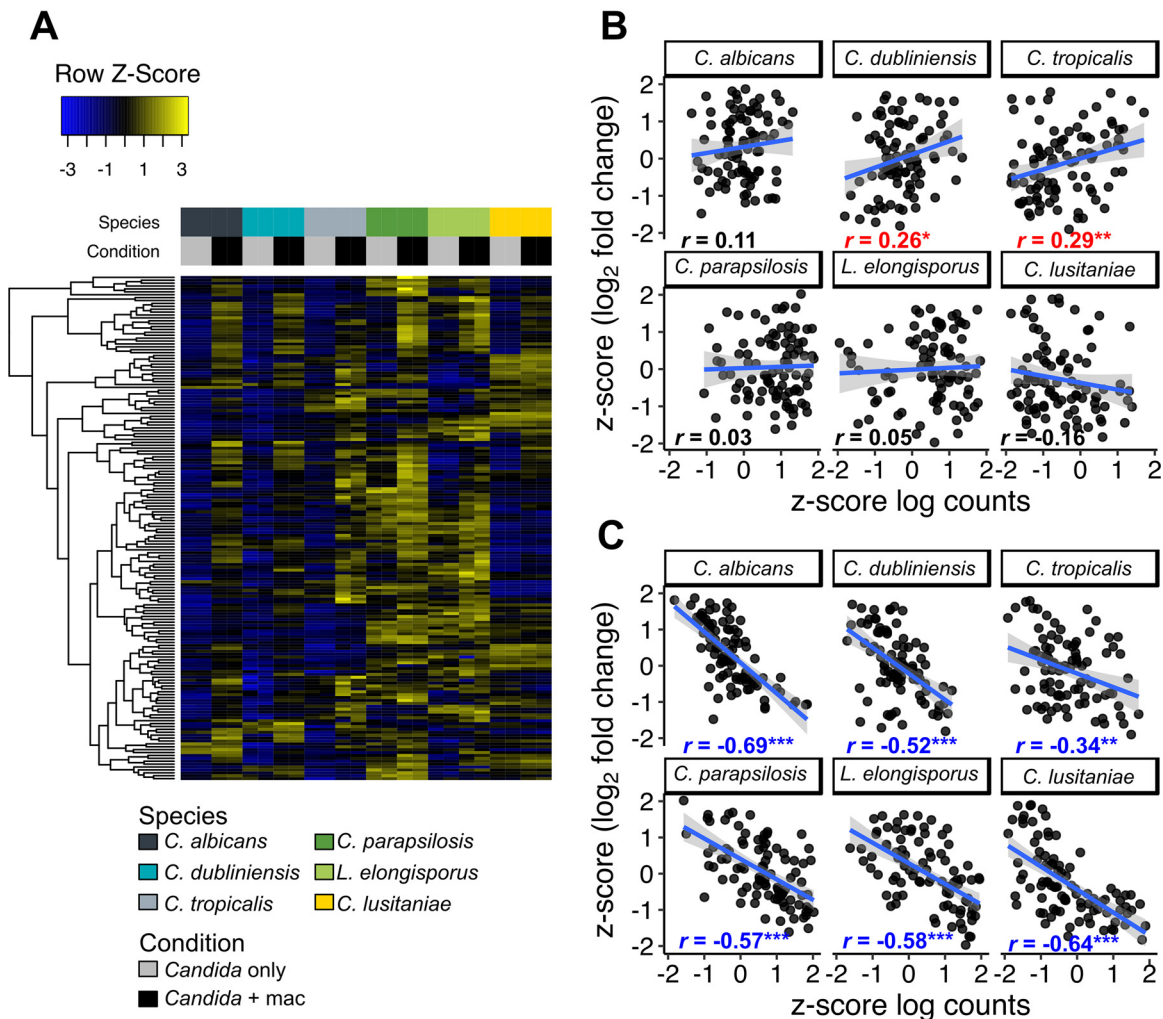 A
Row Z-Score
-3 -1 1 3
Species
Condition
Species
C. albicans C. parapsilosis
C. dubliniensis L. elongisporus
C. tropicalis C. lusitaniae
Condition
Candida only
Candida + mac
B
C. albicans C. dubliniensis C. tropicalis
2
1
0
-1
-2
r = 0.11 r = 0.26* r = 0.29**
C. parapsilosis L. elongisporus C. lusitaniae
2
1
0
-1
-2
r = 0.03 r = 0.05 r = -0.16
-2 -1 0 1 2 -2 -1 0 1 2 -2 -1 0 1 2
z-score log counts
z-score (log2 fold change)
C
C. albicans C. dubliniensis C. tropicalis
2
1
0
-1
-2
r = -0.69*** r = -0.52*** r = -0.34**
C. parapsilosis L. elongisporus C. lusitaniae
2
1
0
-1
-2
r = -0.57*** r = -0.58*** r = -0.64***
-2 -1 0 1 2 -2 -1 0 1 2 -2 -1 0 1 2
z-score log counts
z-score (log2 fold change)